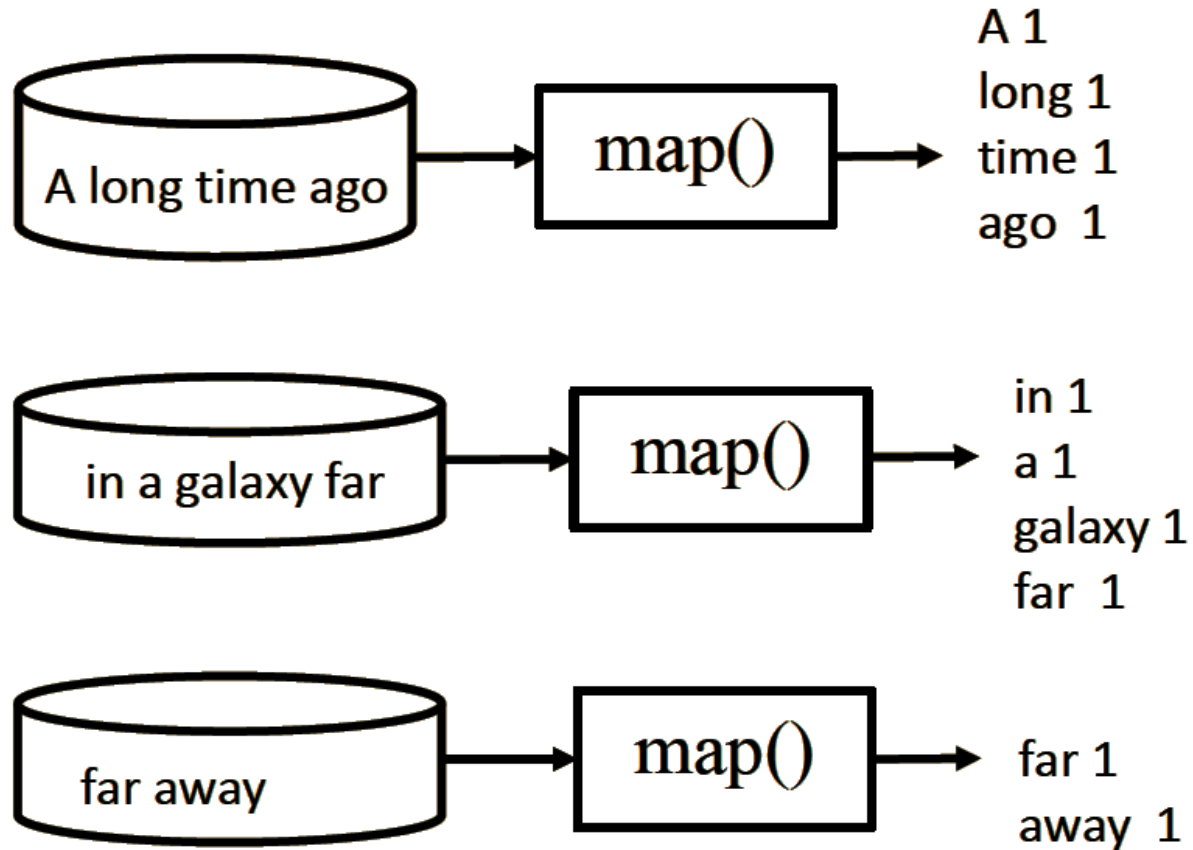 A long time ago
map()
A 1
long 1
time 1
ago 1
in a galaxy far
map()
in 1
a 1
galaxy 1
far 1
far away
map()
far 1
away 1